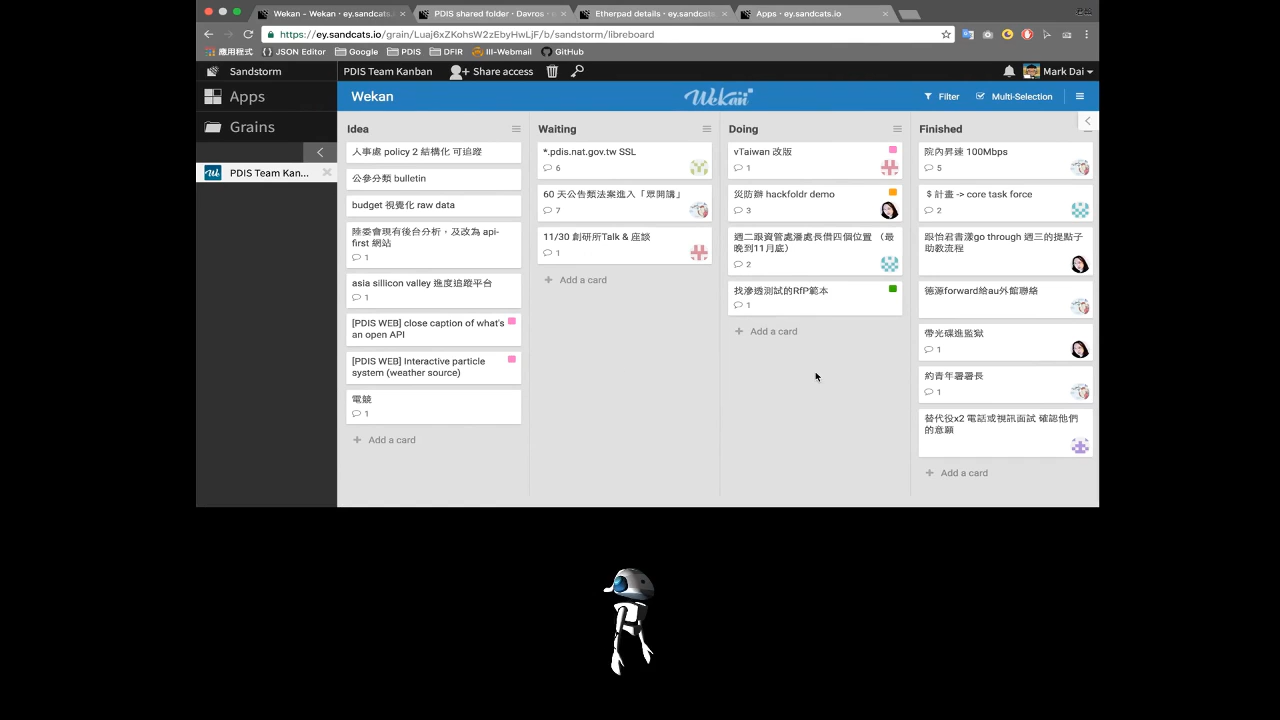 Wekan - Wekan · ey.sandcats.
PDIS shared folder · Davros ·
Etherpad details · ey.sandcats
Apps · ey.sandcats.io
https://ey.sandcats.io/grain/Luaj6xZKohsW2zEbyHwLjF/b/sandstorm/libreboard
應用程式
JSON Editor
Google
PDIS
DFIR
III-Webmail
GitHub
Sandstorm
PDIS Team Kanban
Share access
Mark Dai
Apps
Grains
PDIS Team Kan...
Wekan
Wekan
Filter
Multi-Selection
Idea
人事處 policy 2 結構化 可追蹤
公參分類 bulletin
budget 視覺化 raw data
陸委會現有後台分析，及改為 api-
first 網站
1
asia sillicon valley 進度追蹤平台
1
[PDIS WEB] close caption of what's
an open API
[PDIS WEB] Interactive particle
system (weather source)
電競
1
Add a card
Waiting
*.pdis.nat.gov.tw SSL
6
60 天公告類法案進入「眾開講」
7
11/30 創研所Talk & 座談
1
Add a card
Doing
vTaiwan 改版
1
災防辦 hackfoldr demo
3
週二跟資管處潘處長借四個位置 （最
晚到11月底）
2
找滲透測試的RfP範本
1
Add a card
Finished
院內昇速 100Mbps
5
$ 計畫 -> core task force
2
跟怡君書漾go through 週三的提點子
助教流程
德源forward給au外館聯絡
帶光碟進監獄
1
約青年署署長
1
替代役x2 電話或視訊面試 確認他們
的意願
Add a card